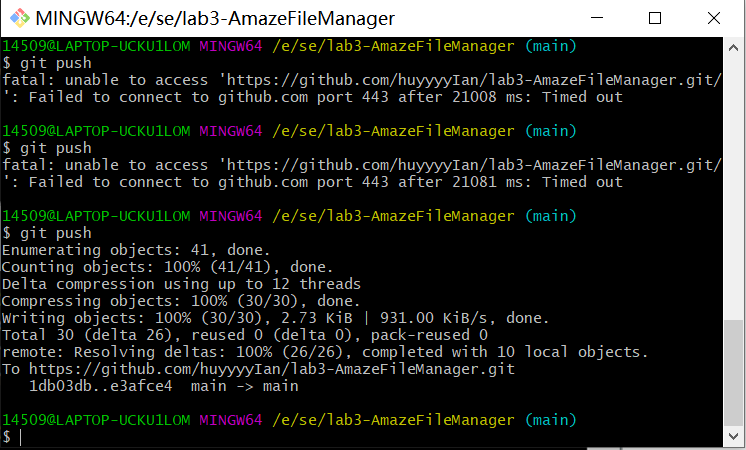 MINGW64:/e/se/lab3-AmazeFileManager
14509@LAPTOP-UCKU1LOM MINGW64 /e/se/lab3-AmazeFileManager (main)
$ git push
fatal: unable to access 'https://github.com/huyyyyIan/lab3-AmazeFileManager.git/
': Failed to connect to github.com port 443 after 21008 ms: Timed out
14509@LAPTOP-UCKU1LOM MINGW64 /e/se/lab3-AmazeFileManager (main)
$ git push
fatal: unable to access 'https://github.com/huyyyyIan/lab3-AmazeFileManager.git/
': Failed to connect to github.com port 443 after 21081 ms: Timed out
14509@LAPTOP-UCKU1LOM MINGW64 /e/se/lab3-AmazeFileManager (main)
$ git push
Enumerating objects: 41, done.
Counting objects: 100% (41/41), done.
Delta compression using up to 12 threads
Compressing objects: 100% (30/30), done.
Writing objects: 100% (30/30), 2.73 KiB | 931.00 KiB/s, done.
Total 30 (delta 26), reused 0 (delta 0), pack-reused 0
remote: Resolving deltas: 100% (26/26), completed with 10 local objects.
To https://github.com/huyyyyIan/lab3-AmazeFileManager.git
   1db03db..e3afce4  main -> main
14509@LAPTOP-UCKU1LOM MINGW64 /e/se/lab3-AmazeFileManager (main)
$